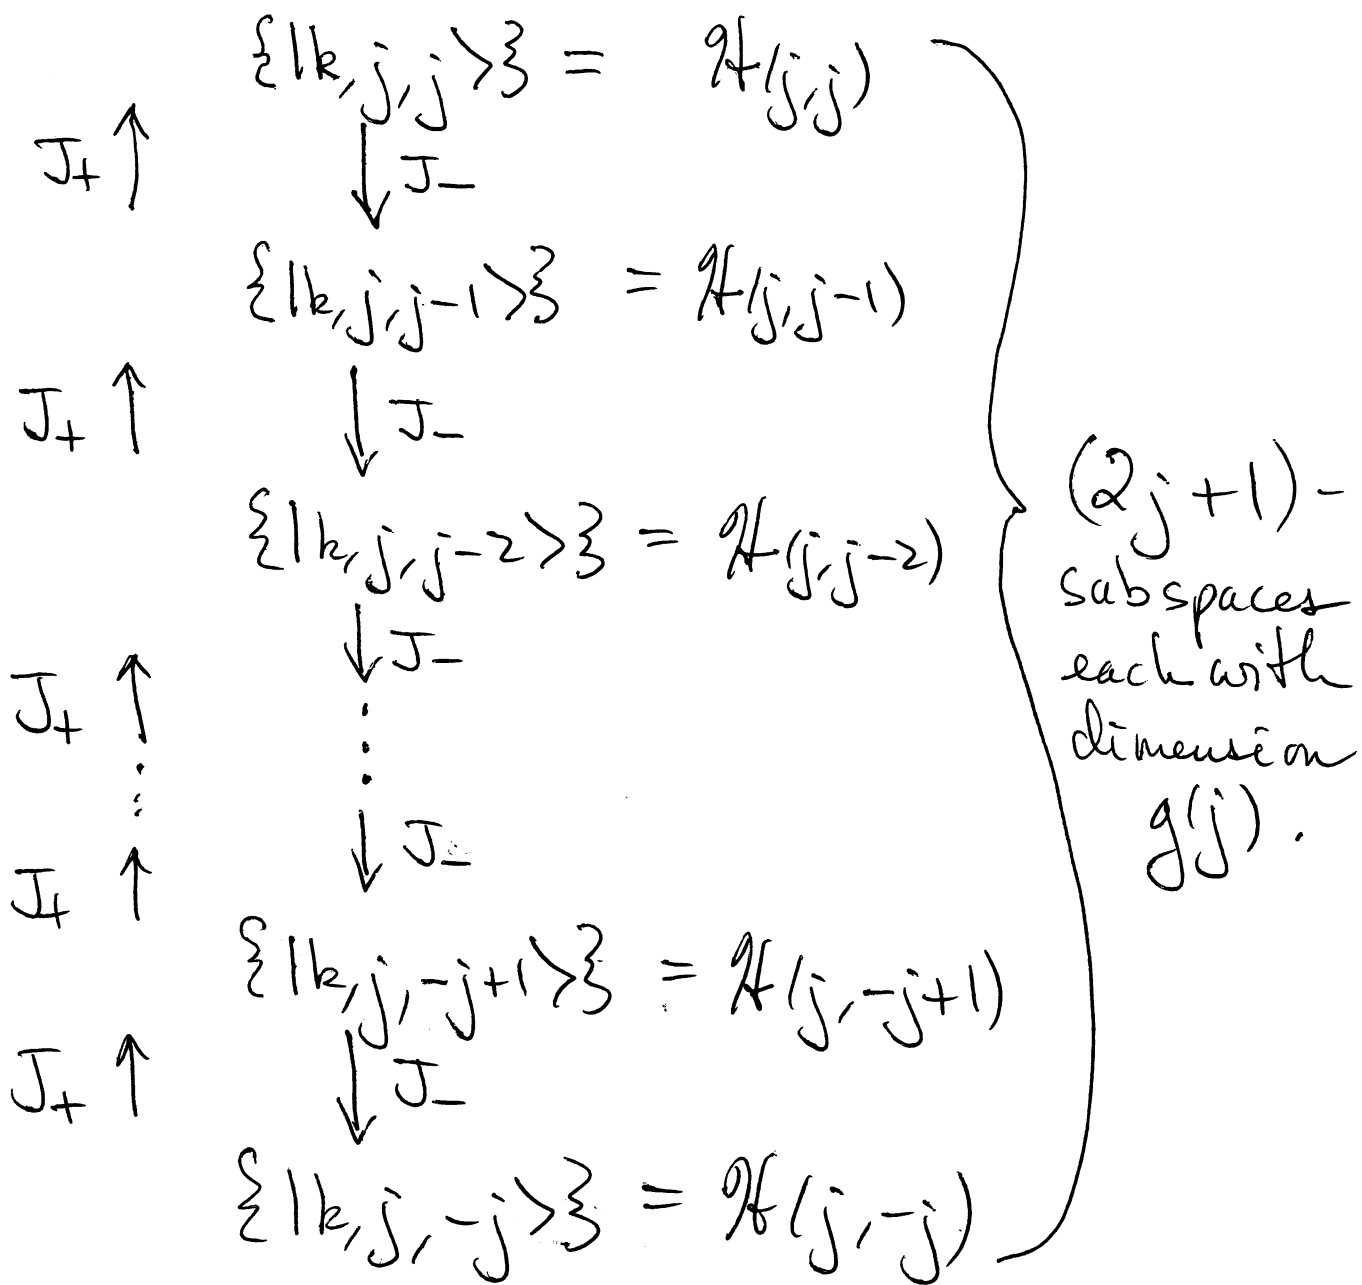 {|k,j,j>} = ℋ(j,j)
J₊ ↑ ↓ J₋
{|k,j,j-1>} = ℋ(j,j-1)
J₊ ↑ ↓ J₋
{|k,j,j-2>} = ℋ(j,j-2)
↓ J₋
J₊ ↑
⋮ ⋮
↓ J₋
J₊ ↑
{|k,j,-j+1>} = ℋ(j,-j+1)
J₊ ↑ ↓ J₋
{|k,j,-j>} = ℋ(j,-j)
(2j+1)-
subspaces
each with
dimension
g(j).